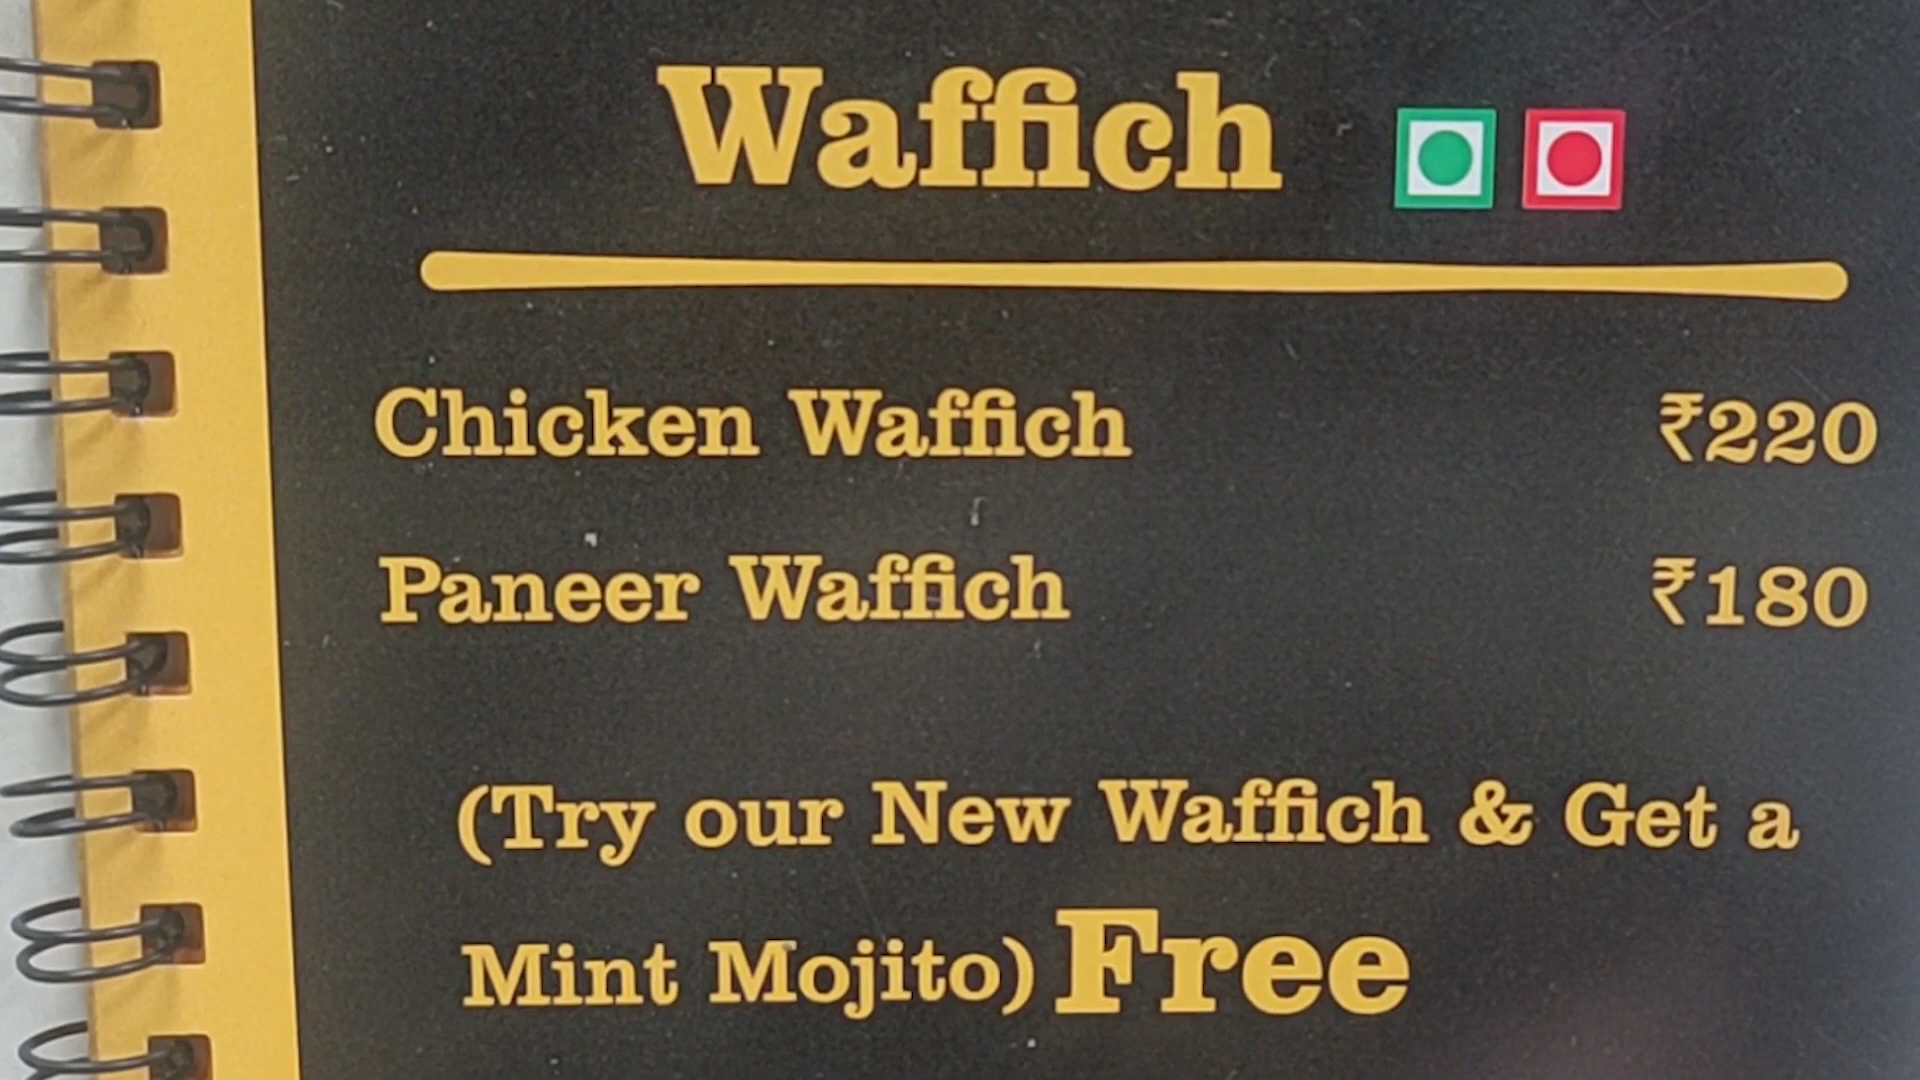 Waffich
Chicken Waffich ₹220
Paneer Waffich ₹180
(Try our New Waffich & Get a
Mint Mojito) Free